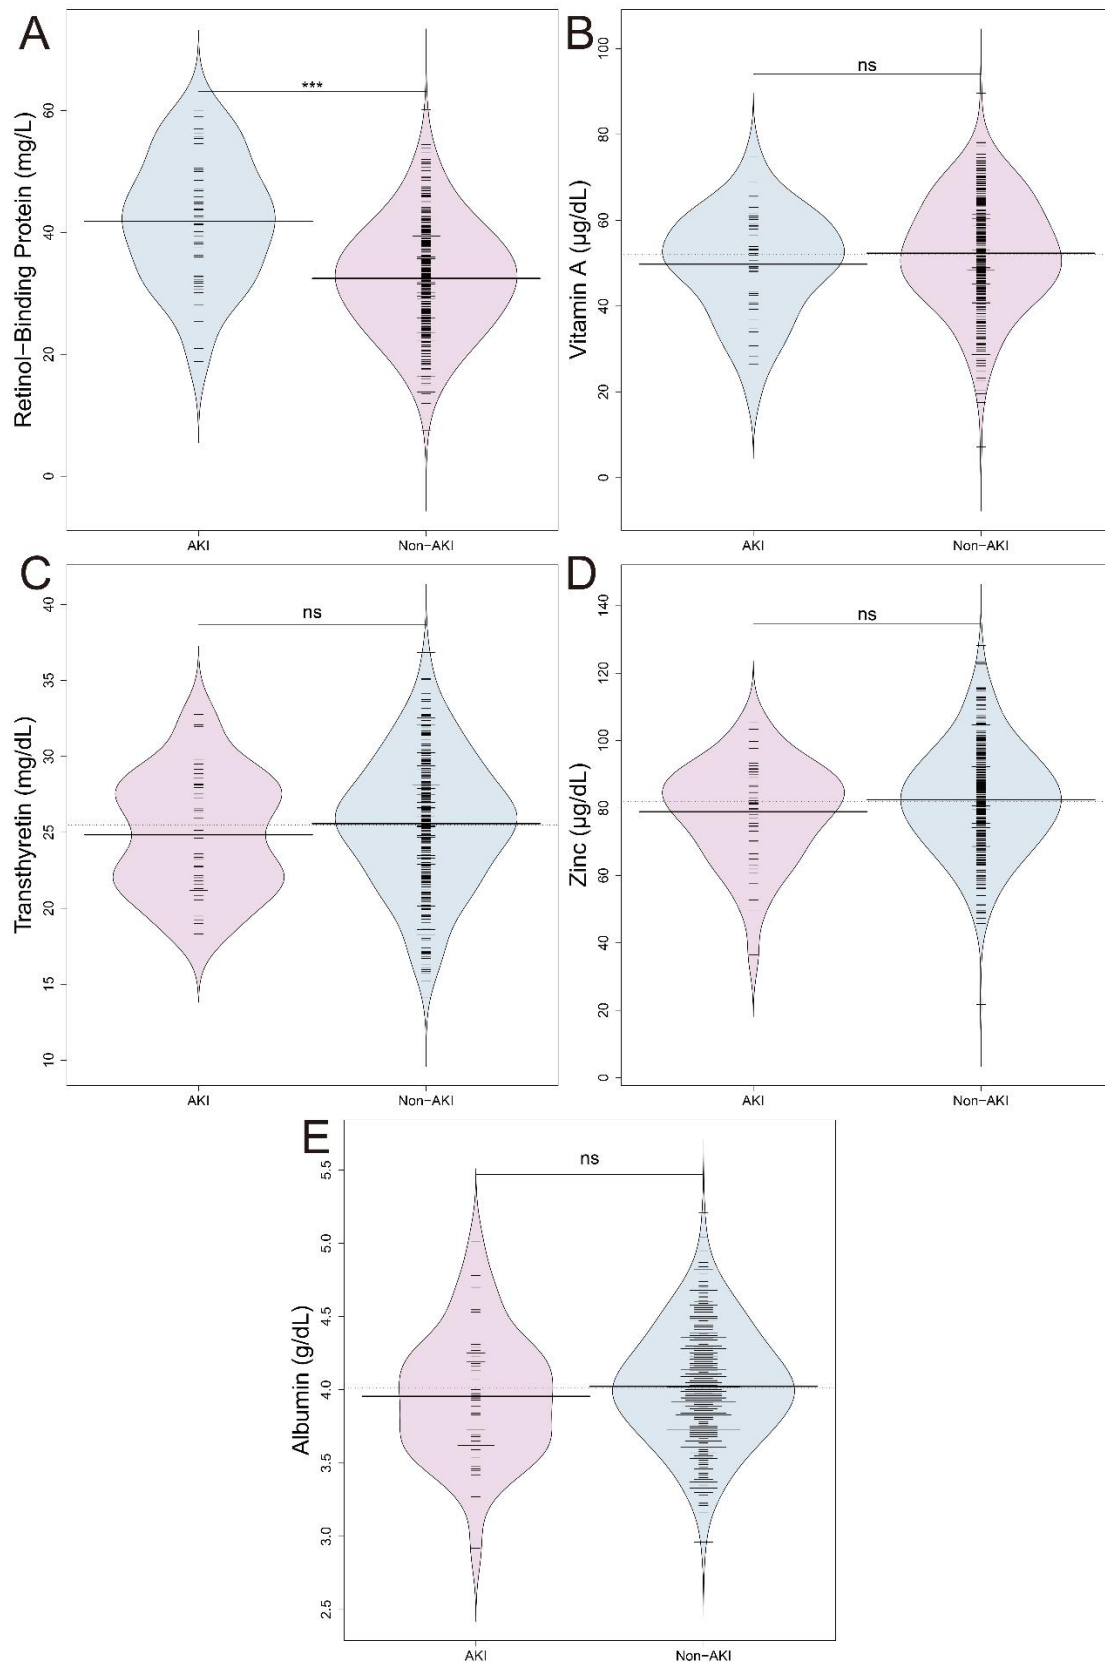 A
Retinol-Binding Protein (mg/L)
60
40
20
0
***
AKI
Non-AKI
B
Vitamin A (µg/dL)
100
80
60
40
20
0
ns
AKI
Non-AKI
C
Transthyretin (mg/dL)
40
35
30
25
20
15
10
ns
AKI
Non-AKI
D
Zinc (µg/dL)
140
120
100
80
60
40
20
0
ns
AKI
Non-AKI
E
Albumin (g/dL)
5.5
5.0
4.5
4.0
3.5
3.0
2.5
ns
AKI
Non-AKI